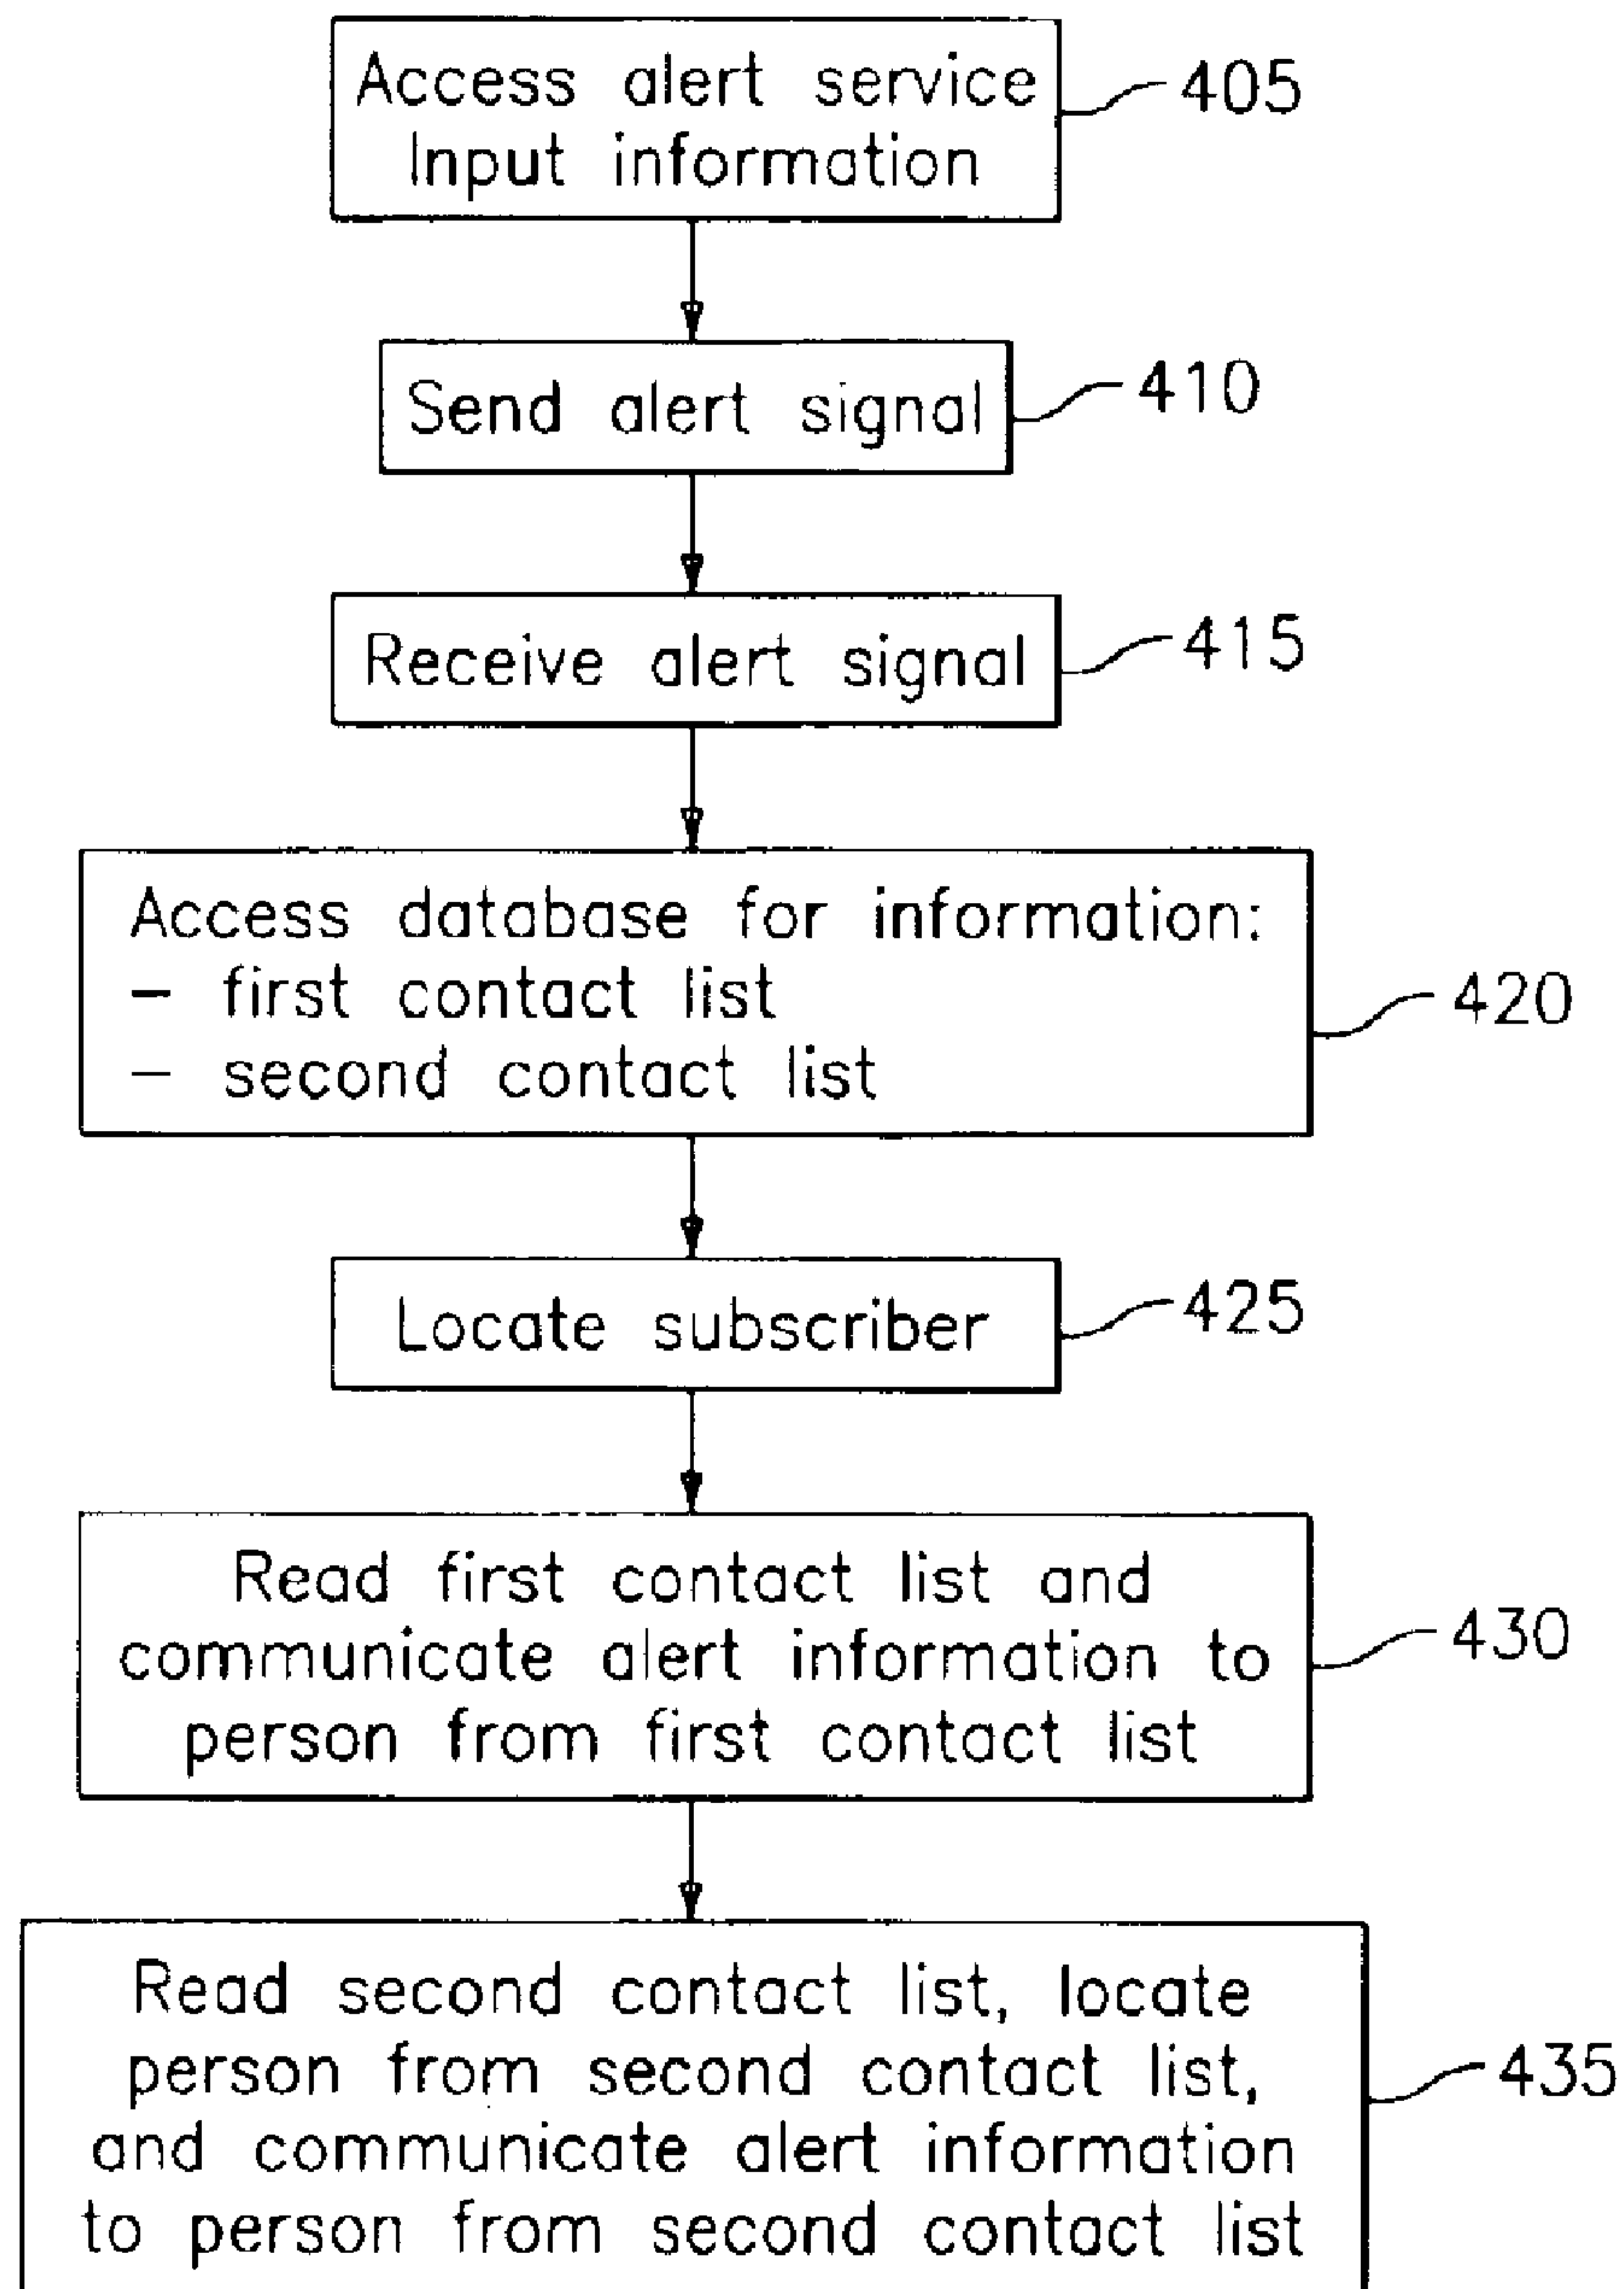 Access alert service
Input information
405
Send alert signal
410
Receive alert signal
415
Access database for information:
– first contact list
– second contact list
420
Locate subscriber
425
Read first contact list and
communicate alert information to
person from first contact list
430
Read second contact list, locate
person from second contact list,
and communicate alert information
to person from second contact list
435